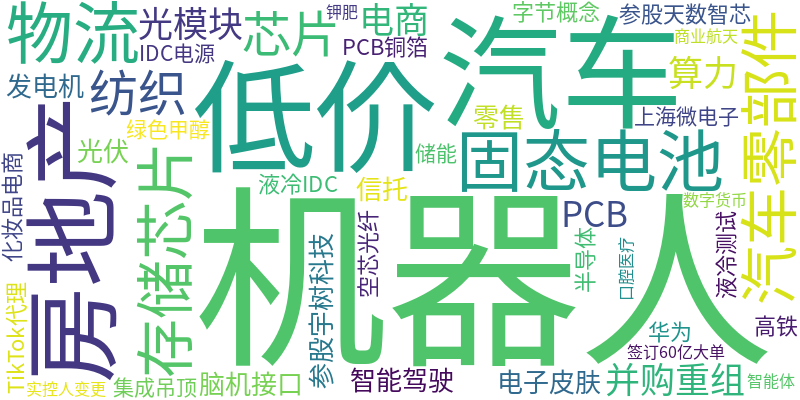 物流
光模块
IDC电源
芯片
钾肥
电商
PCB铜箔
字节概念
参股天数智芯
商业航天
汽车
算力
零部件
发电机
纺织
低价
绿色甲醇
零售
上海微电子
光伏
储能
固态电池
化妆品电商
房地产
存储芯片
液冷IDC
信托
数字货币
PCB
机器人
参股宇树科技
空芯光纤
半导体
口腔医疗
液冷测试
汽车零部件
TikTok代理
华为
高铁
签订60亿大单
实控人变更
集成吊顶
脑机接口
智能驾驶
电子皮肤
并购重组
智能体